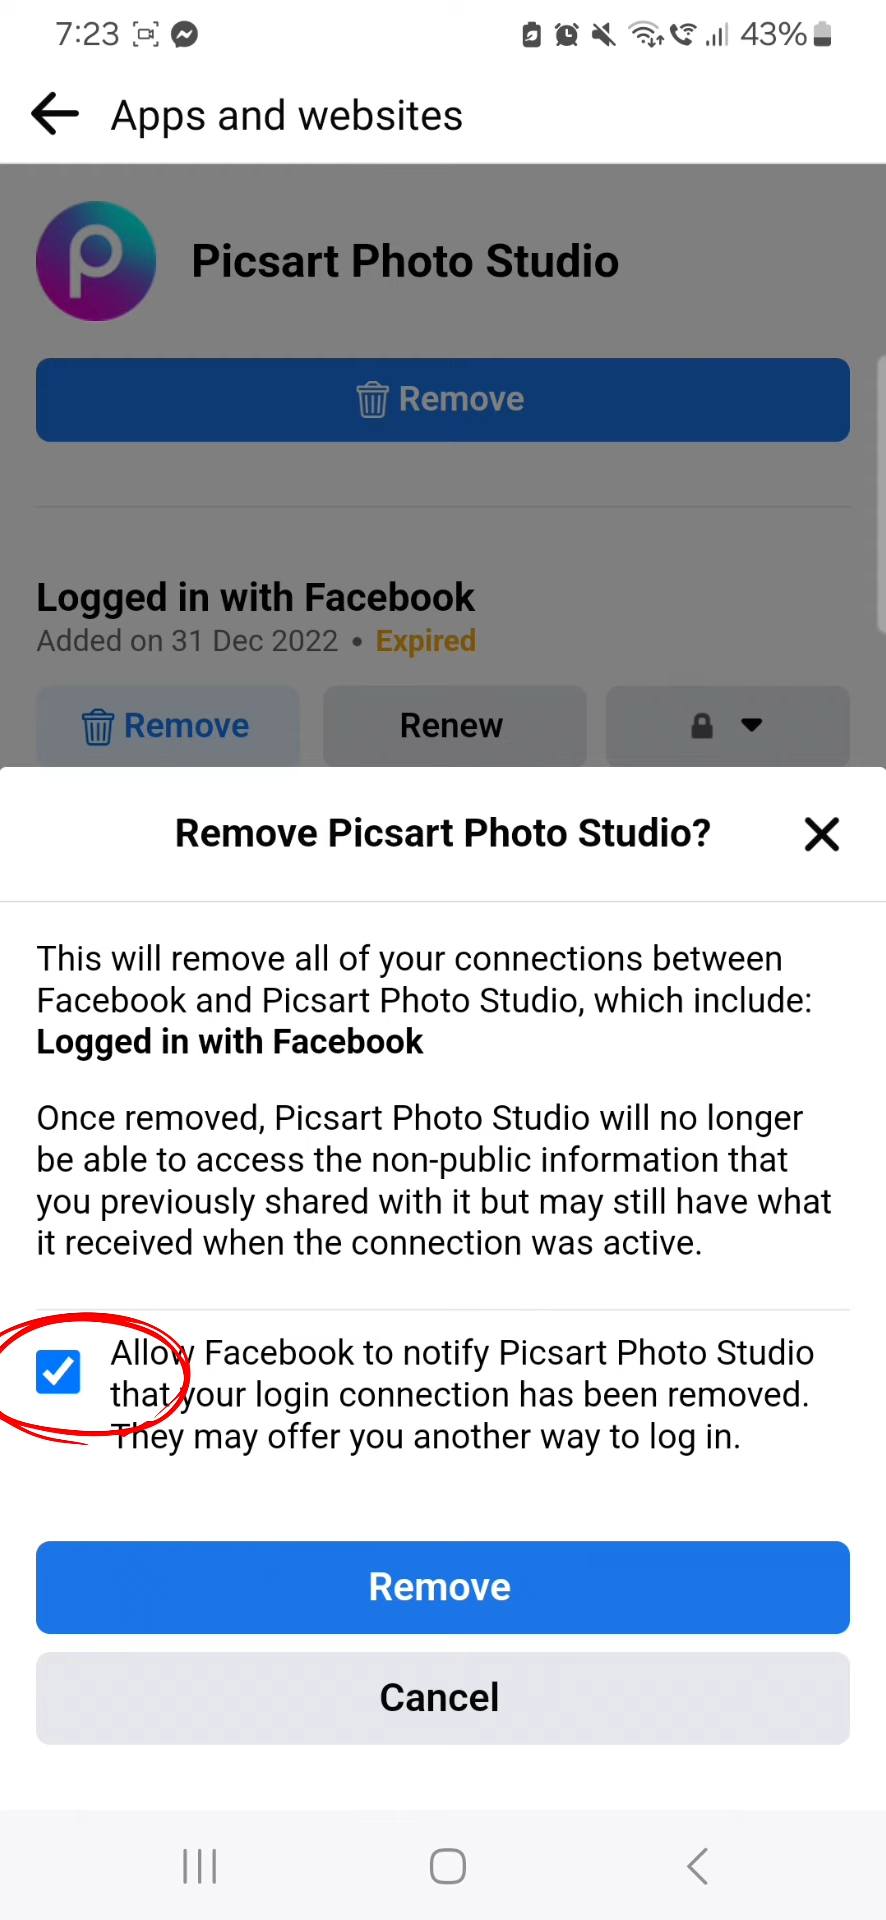 7:23 43%
Apps and websites
Picsart Photo Studio
Remove
Logged in with Facebook
Added on 31 Dec 2022 • Expired
Remove Renew
Remove Picsart Photo Studio?
This will remove all of your connections between
Facebook and Picsart Photo Studio, which include:
Logged in with Facebook
Once removed, Picsart Photo Studio will no longer
be able to access the non-public information that
you previously shared with it but may still have what
it received when the connection was active.
Allow Facebook to notify Picsart Photo Studio
that your login connection has been removed.
They may offer you another way to log in.
Remove
Cancel